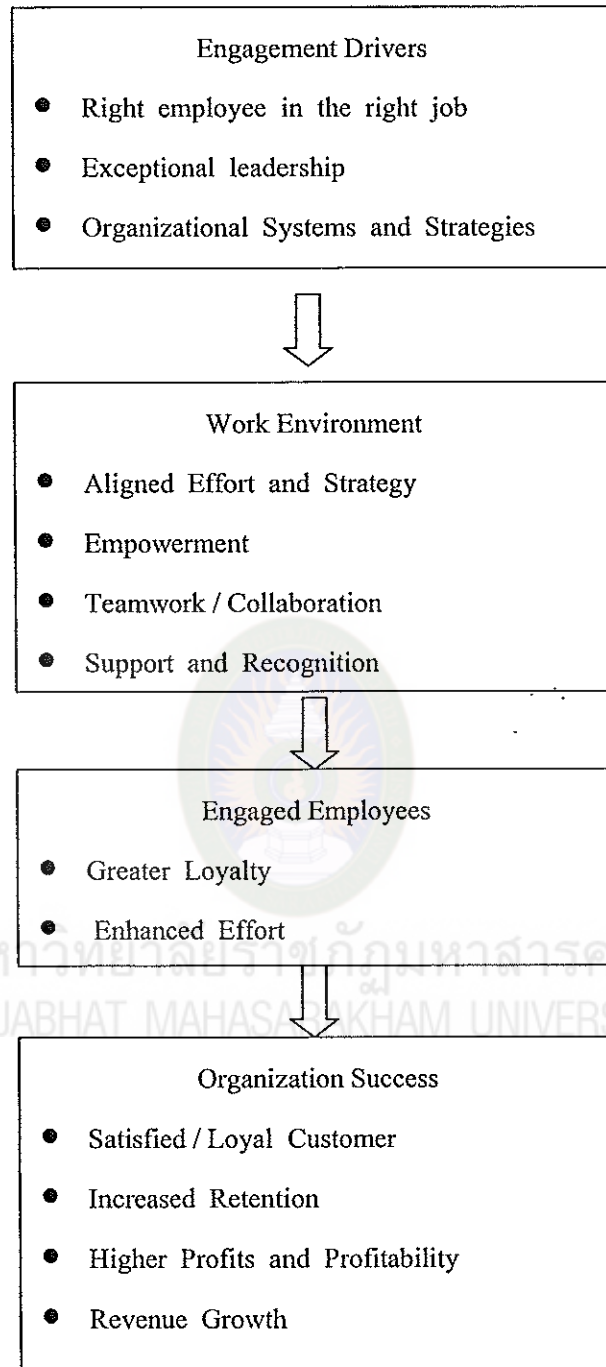 Engagement Drivers
● Right employee in the right job
● Exceptional leadership
● Organizational Systems and Strategies
Work Environment
● Aligned Effort and Strategy
● Empowerment
● Teamwork / Collaboration
● Support and Recognition
Engaged Employees
● Greater Loyalty
● Enhanced Effort
MAHASARAKHAM
Organization Success
● Satisfied / Loyal Customer
● Increased Retention
● Higher Profits and Profitability
● Revenue Growth